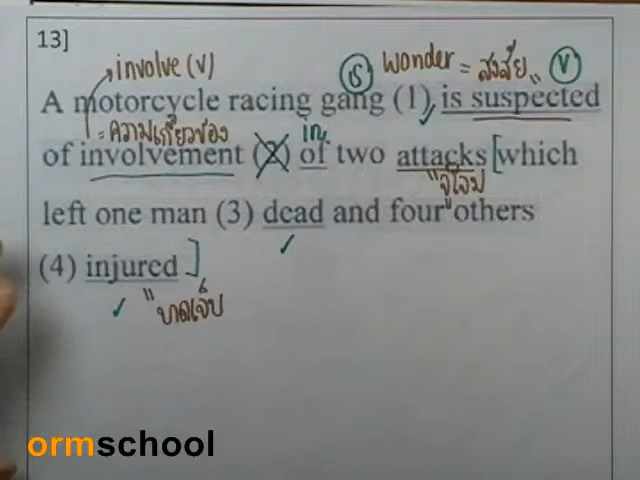 13]
involve (v)
S wonder = สงสัย" V
A motorcycle racing gang (1) is suspected
= ความเกี่ยวข้อง in
of involvement (2) of two attacks [which
"จู่โจม"
left one man (3) dead and four others
(4) injured]
"บาดเจ็บ
ormschool